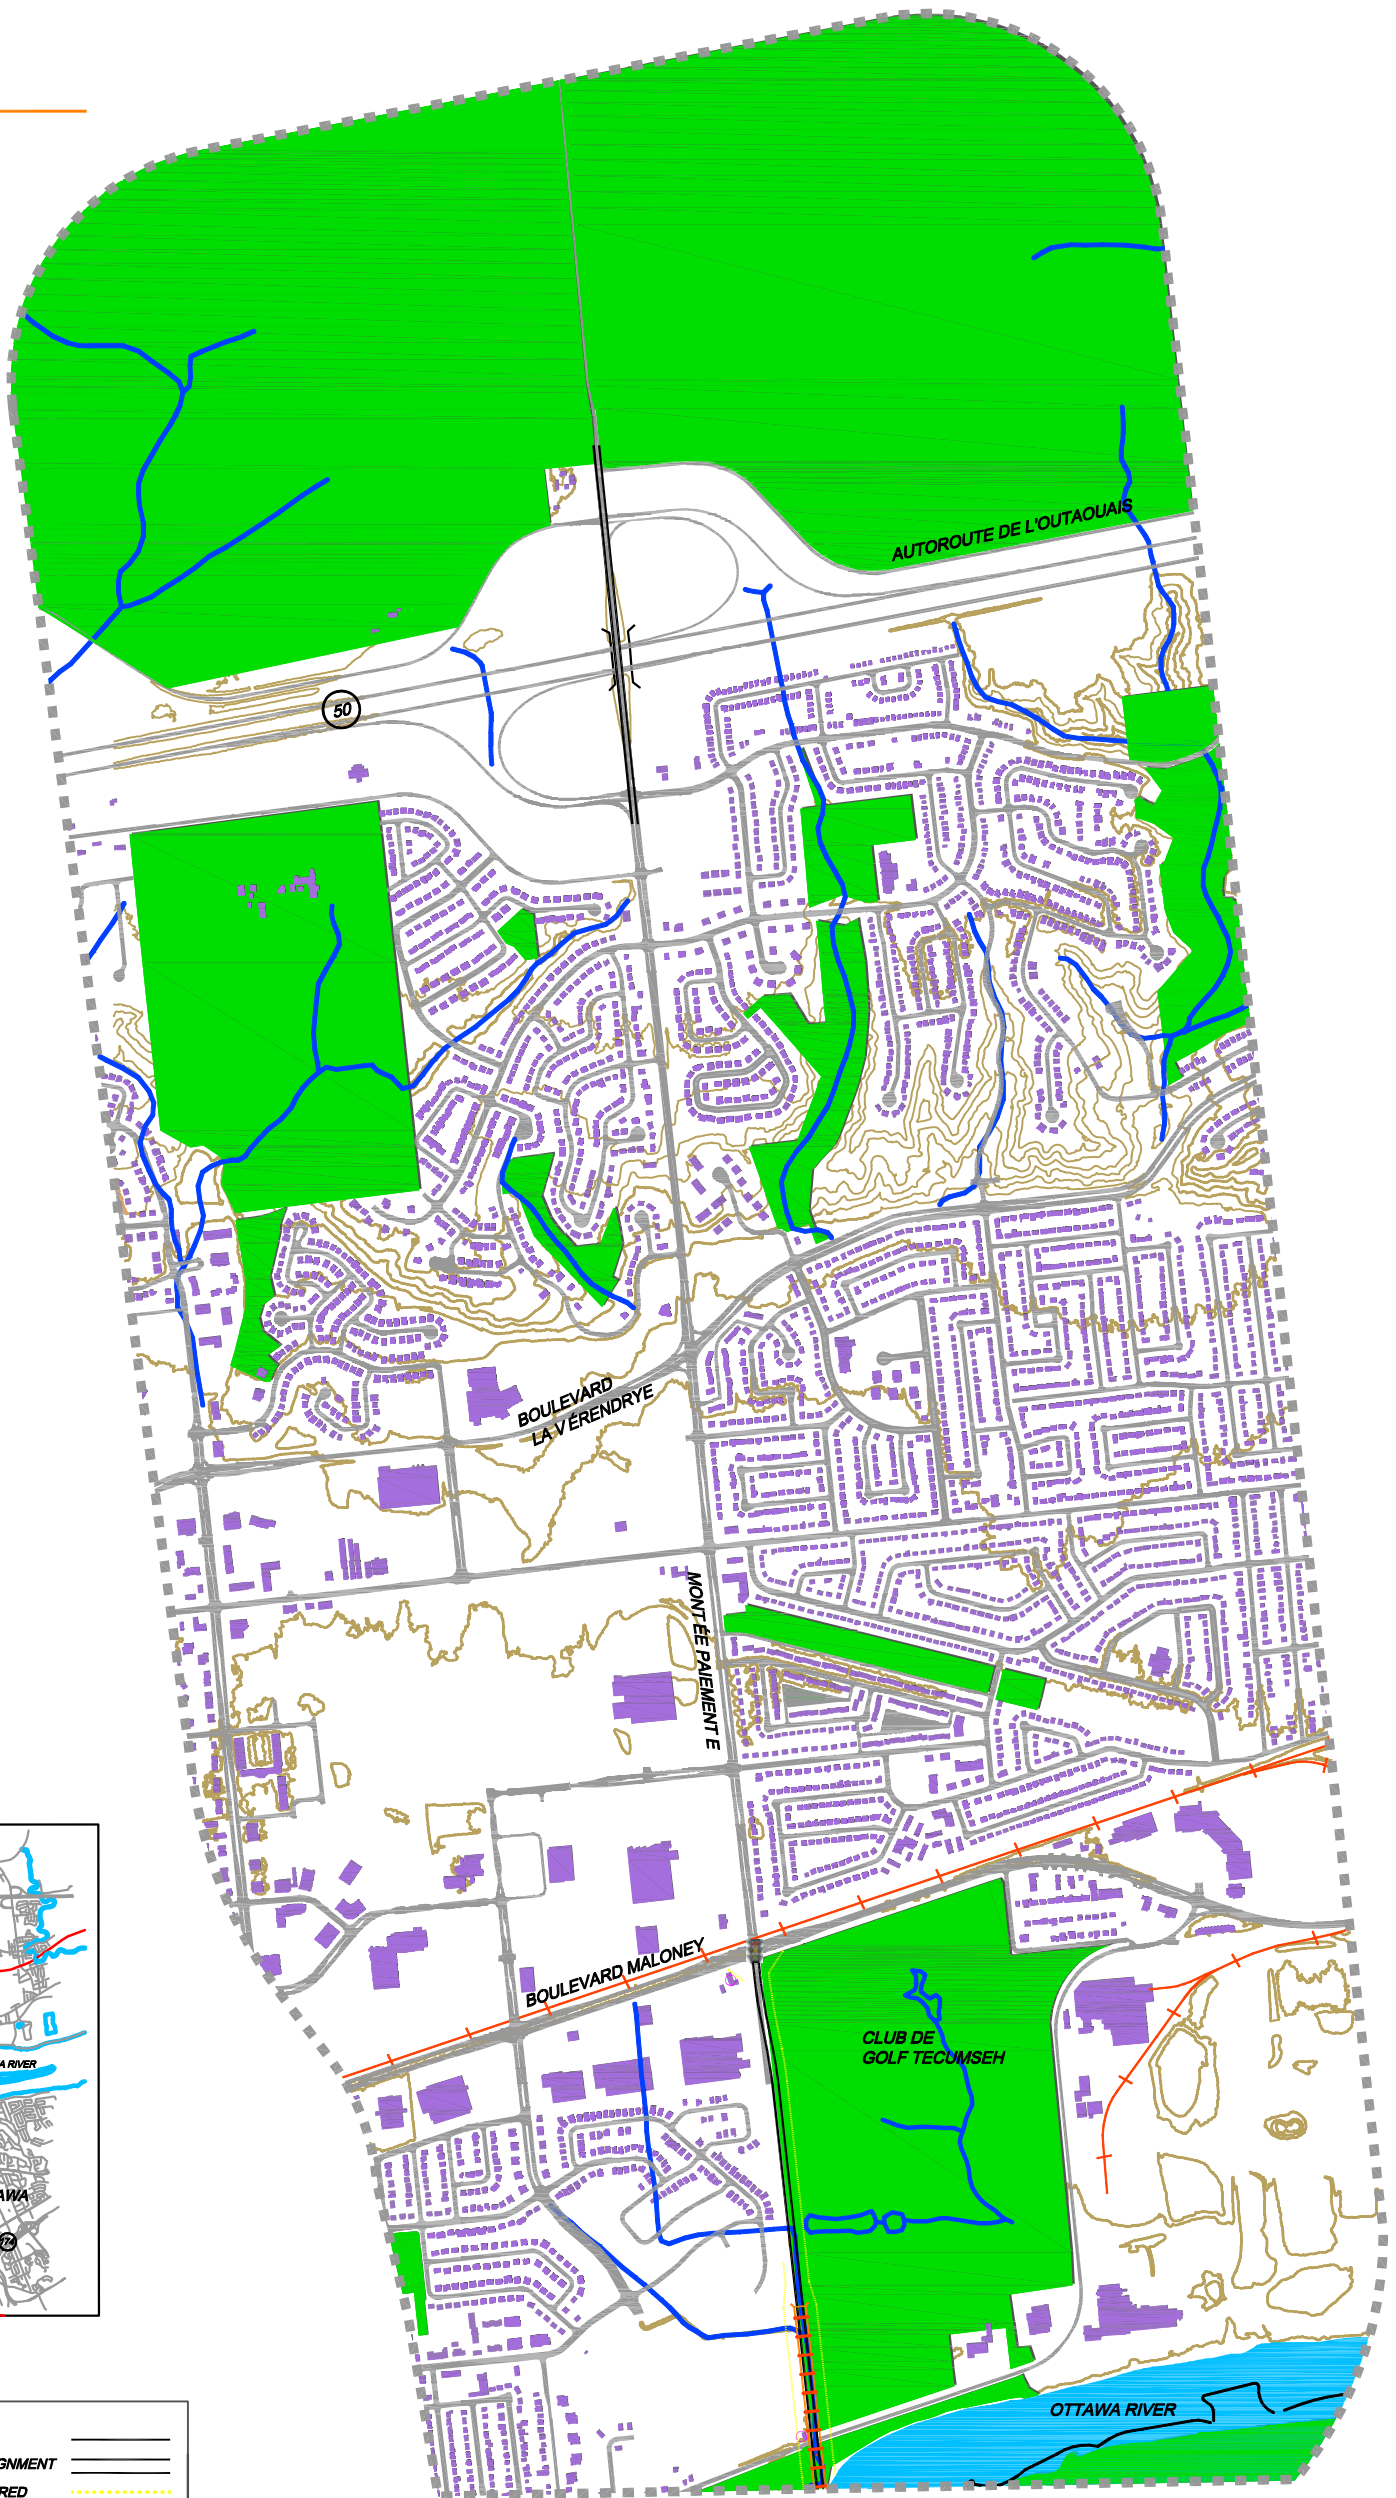 AUTOROUTE DE L'OUTAOUAIS
50
BOULEVARD
LA VÉRENDRYE
MONTÉE PAIEMENT E
BOULEVARD MALONEY
CLUB DE
GOLF TECUMSEH
A RIVER
AWA
174
OTTAWA RIVER
GNMENT
RED